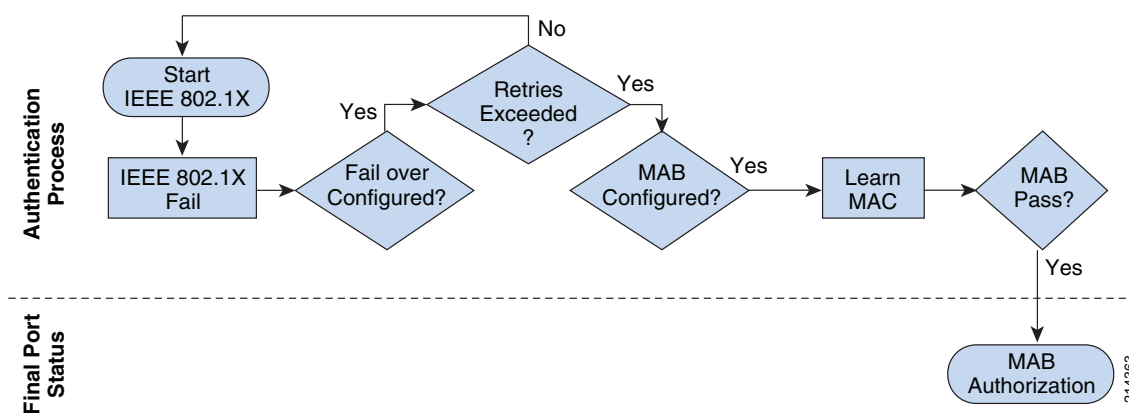 No
Start
IEEE 802.1X
Retries
Exceeded
?
Yes
Yes
IEEE 802.1X
Fail
Fail over
Configured?
MAB
Configured?
Yes
Learn
MAC
MAB
Pass?
Yes
Authentication
Process
Final Port
Status
MAB
Authorization